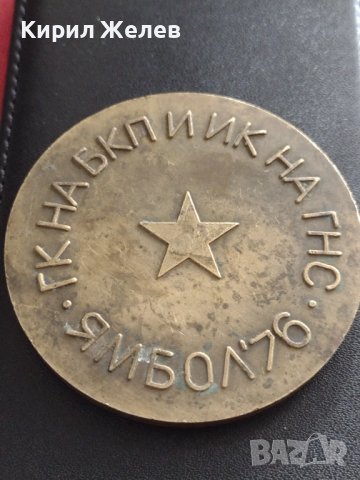 Кирил Желев
ГК НА БКП И ИК НА ГНС
· ЯМБОЛ'76 ·
BAZAR